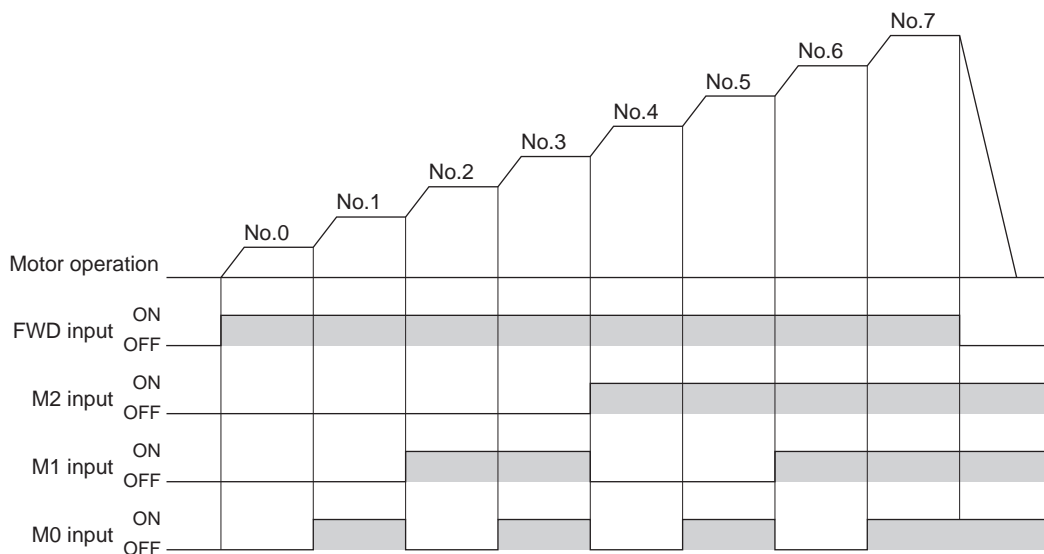 No.7
No.6
No.5
No.4
No.3
No.2
No.1
No.0
Motor operation
ON
FWD input
OFF
ON
M2 input
OFF
ON
M1 input
OFF
ON
M0 input
OFF